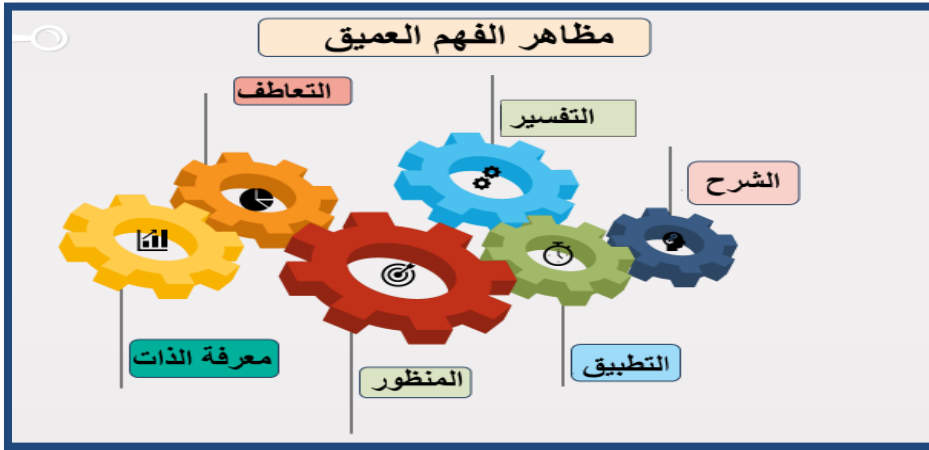 مظاهر الفهم العميق
الشرح
التفسير
التعاطف
التطبيق
المنظور
معرفة الذات